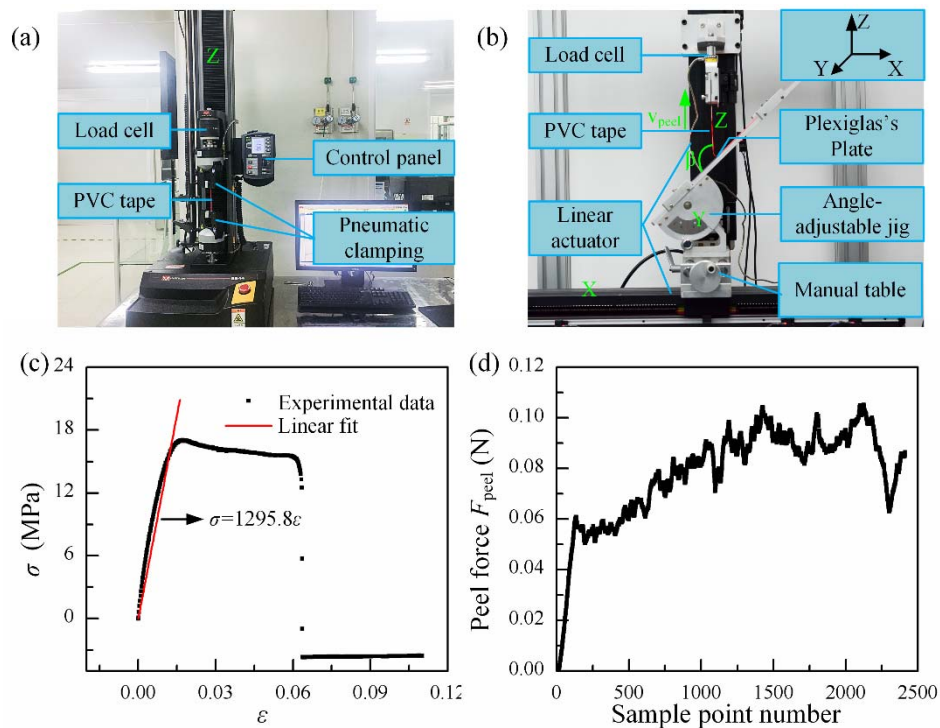 (a)
Z
Load cell
PVC tape
Control panel
Pneumatic
clamping
(b)
Load cell
Z
Y
X
v_peel
PVC tape
Z
β
Plexiglas's
Plate
Linear
actuator
Y
Angle-
adjustable jig
X
Manual table
(c)
24
18
12
6
0
σ (MPa)
Experimental data
Linear fit
σ=1295.8ε
0.00
0.03
0.06
0.09
0.12
ε
(d)
0.12
0.10
0.08
0.06
0.04
0.02
0.00
Peel force F_peel (N)
0
500
1000
1500
2000
2500
Sample point number